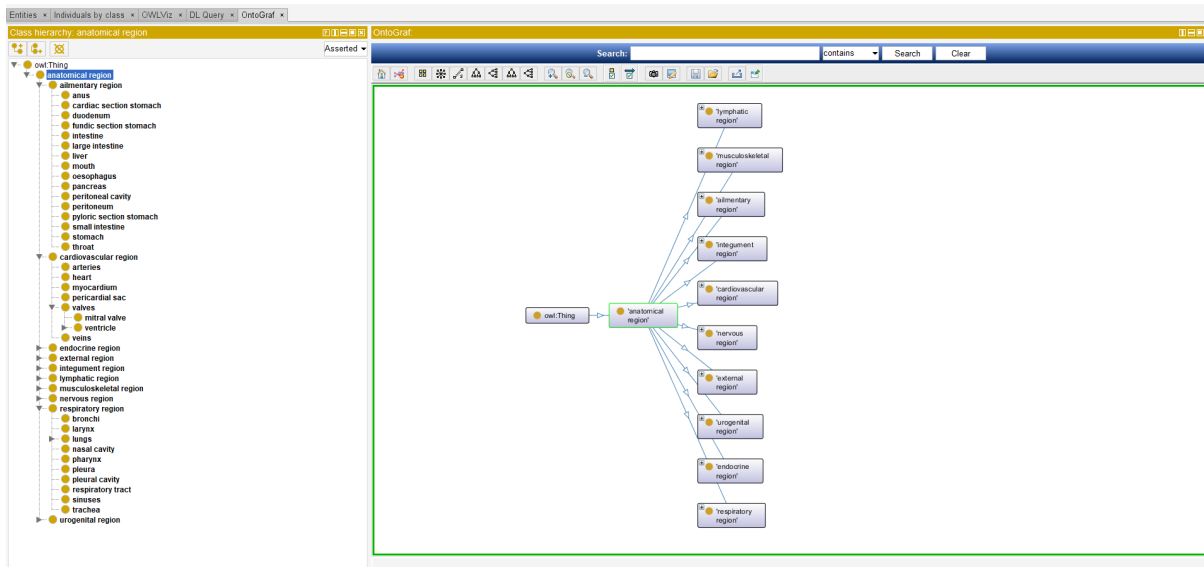 Entities × Individuals by class × OWLViz × DL Query × OntoGraf ×
Class hierarchy: anatomical region
Asserted
owl:Thing
anatomical region
ailmentary region
anus
cardiac section stomach
duodenum
fundic section stomach
intestine
large intestine
liver
mouth
oesophagus
pancreas
peritoneal cavity
peritoneum
pyloric section stomach
small intestine
stomach
throat
cardiovascular region
arteries
heart
myocardium
pericardial sac
valves
mitral valve
ventricle
veins
endocrine region
external region
integument region
lymphatic region
musculoskeletal region
nervous region
respiratory region
bronchi
larynx
lungs
nasal cavity
pharynx
pleura
pleural cavity
respiratory tract
sinuses
trachea
urogenital region
OntoGraf:
Search: contains Search Clear
'lymphatic
region'
'musculoskeletal
region'
'ailmentary
region'
'integument
region'
'cardiovascular
region'
owl:Thing
'anatomical
region'
'nervous
region'
'external
region'
'urogenital
region'
'endocrine
region'
'respiratory
region'